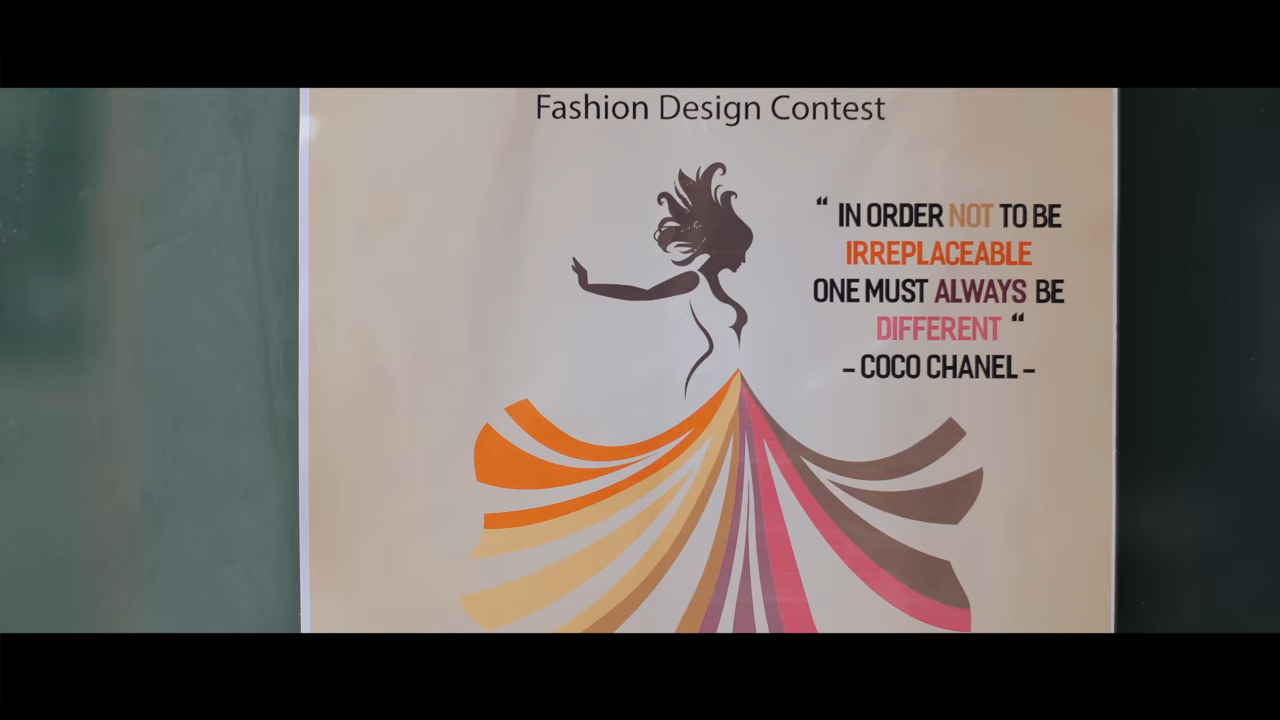 Fashion Design Contest
“ IN ORDER NOT TO BE
IRREPLACEABLE
ONE MUST ALWAYS BE
DIFFERENT “
– COCO CHANEL –